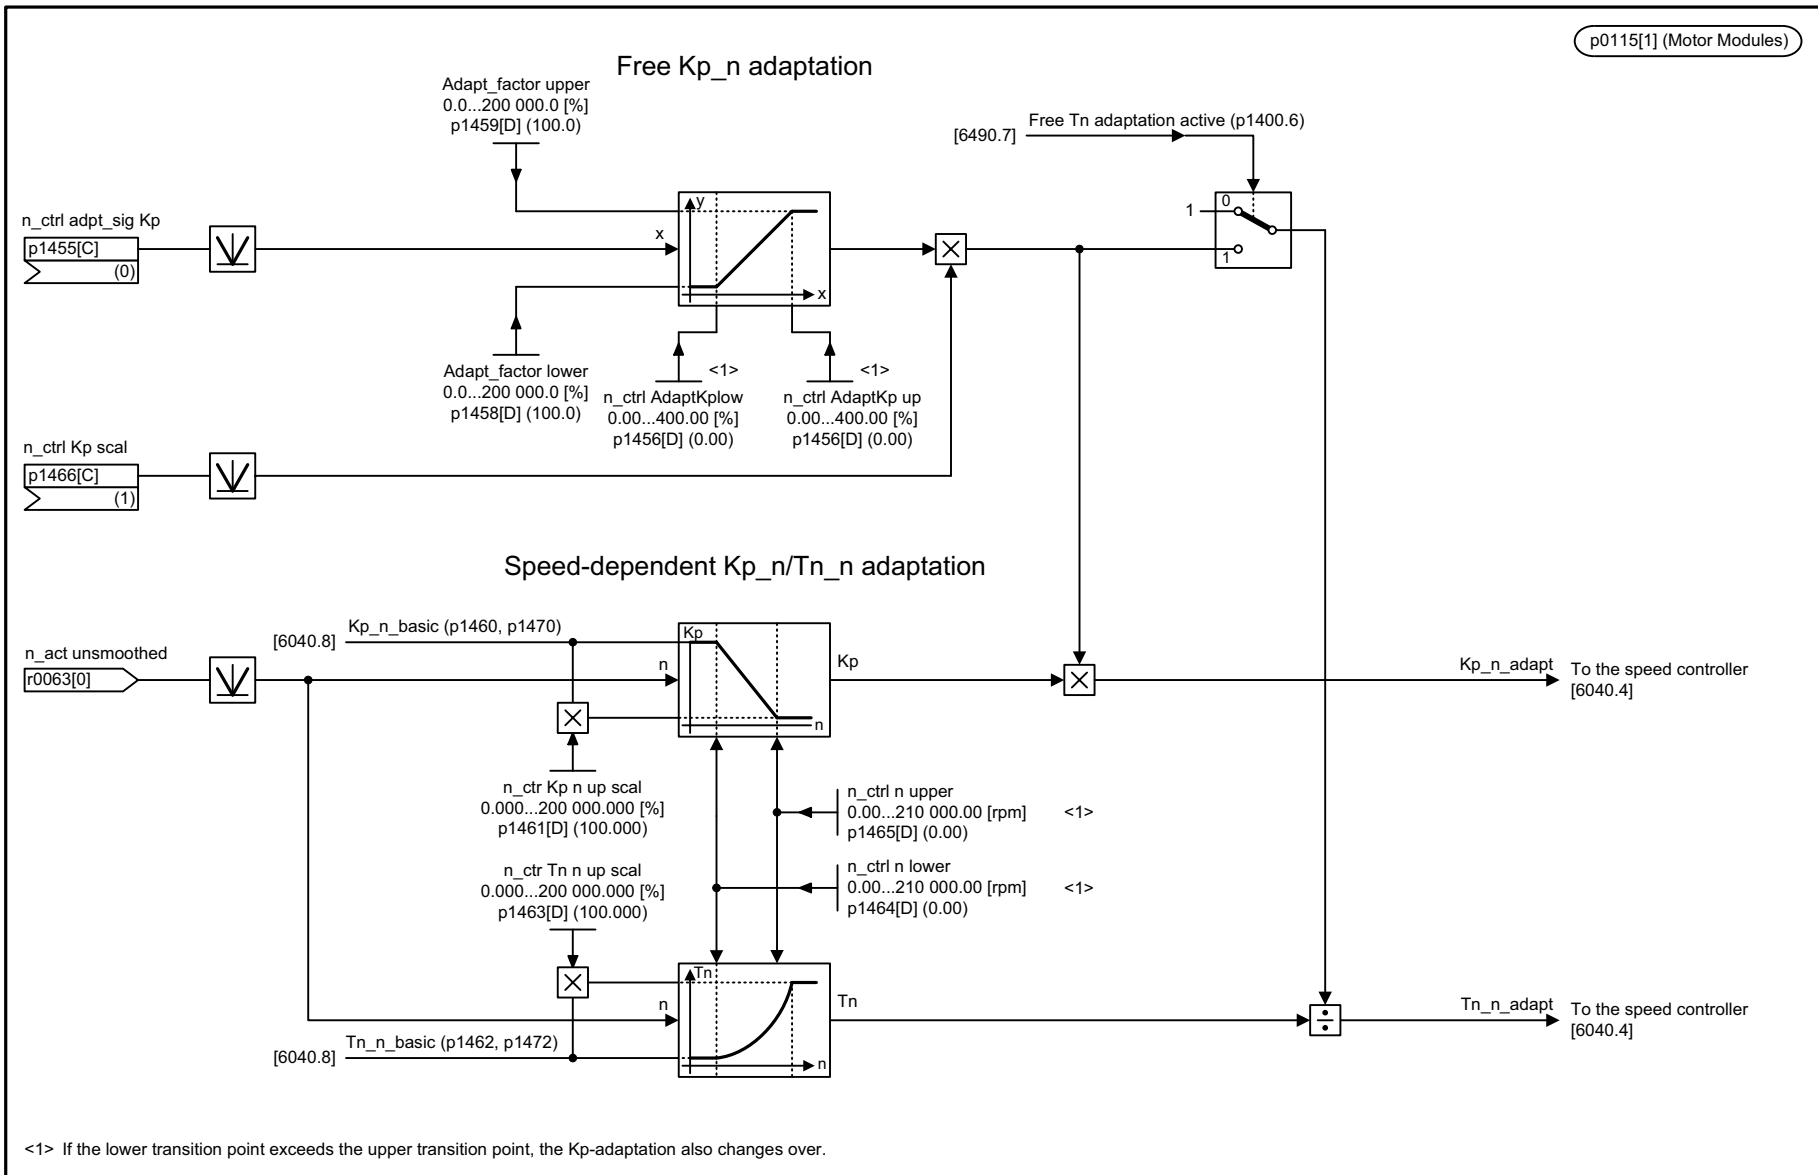 p0115[1] (Motor Modules)
Free Kp_n adaptation
Adapt_factor upper
0.0...200 000.0 [%]
p1459[D] (100.0)
Free Tn adaptation active (p1400.6)
[6490.7]
n_ctrl adpt_sig Kp
p1455[C]
(0)
x
y
x
1
0
1
Adapt_factor lower
0.0...200 000.0 [%]
p1458[D] (100.0)
<1>
n_ctrl AdaptKplow
0.00...400.00 [%]
p1456[D] (0.00)
<1>
n_ctrl AdaptKp up
0.00...400.00 [%]
p1456[D] (0.00)
n_ctrl Kp scal
p1466[C]
(1)
Speed-dependent Kp_n/Tn_n adaptation
[6040.8]
Kp_n_basic (p1460, p1470)
n_act unsmoothed
r0063[0]
n
Kp
n
Kp
Kp_n_adapt
To the speed controller
[6040.4]
n_ctr Kp n up scal
0.000...200 000.000 [%]
p1461[D] (100.000)
n_ctrl n upper
0.00...210 000.00 [rpm]
p1465[D] (0.00)
<1>
n_ctr Tn n up scal
0.000...200 000.000 [%]
p1463[D] (100.000)
n_ctrl n lower
0.00...210 000.00 [rpm]
p1464[D] (0.00)
<1>
n
Tn
n
Tn
Tn_n_adapt
To the speed controller
[6040.4]
[6040.8]
Tn_n_basic (p1462, p1472)
<1> If the lower transition point exceeds the upper transition point, the Kp-adaptation also changes over.